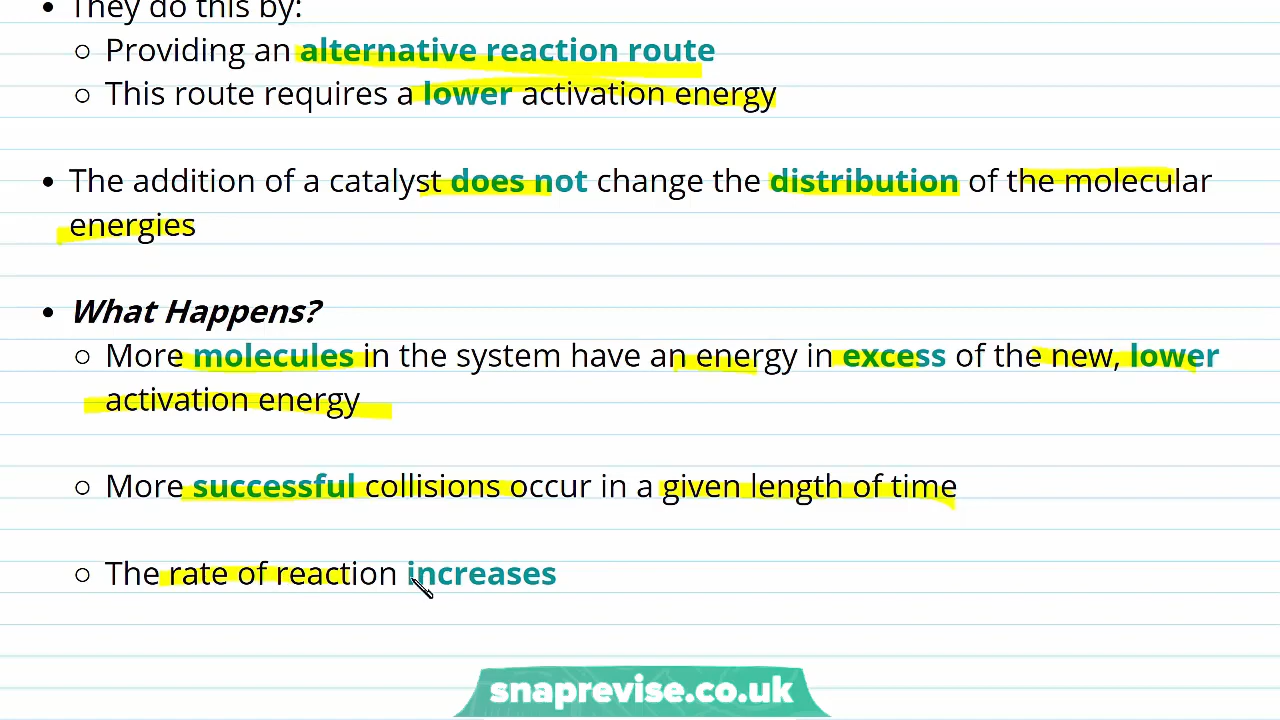 • They do this by:
○ Providing an alternative reaction route
○ This route requires a lower activation energy
• The addition of a catalyst does not change the distribution of the molecular
energies
• What Happens?
○ More molecules in the system have an energy in excess of the new, lower
activation energy
○ More successful collisions occur in a given length of time
○ The rate of reaction increases
snaprevise.co.uk